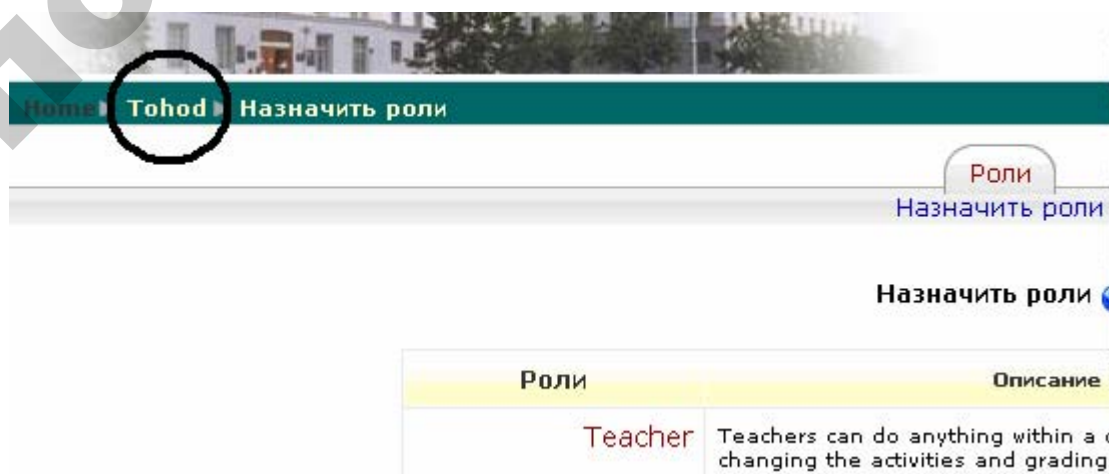 Home Tohod Назначить роли
Роли
Назначить роли
Назначить роли
Роли Описание
Teacher Teachers can do anything within a
changing the activities and grading